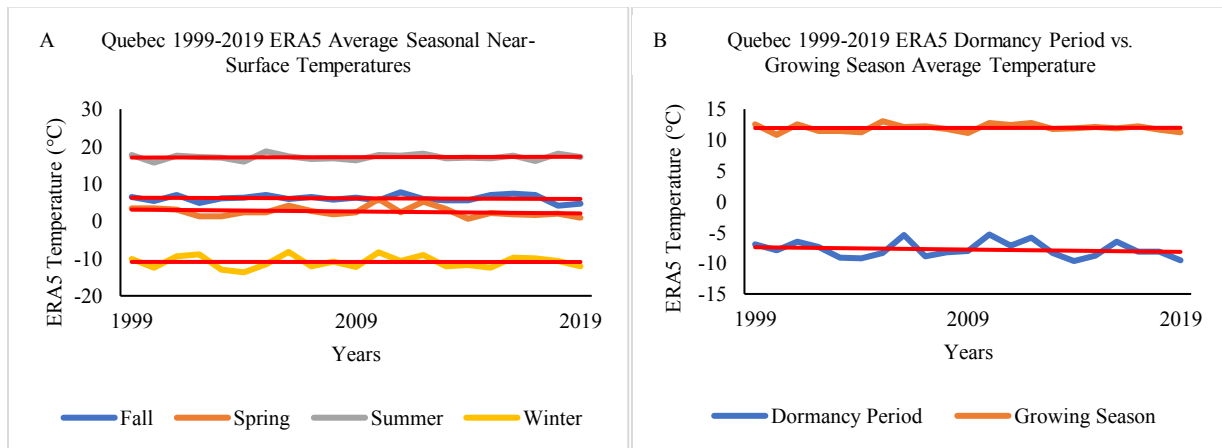 A
Quebec 1999-2019 ERA5 Average Seasonal Near-
Surface Temperatures
ERA5 Temperature (°C)
30
20
10
0
-10
-20
1999
2009
2019
Years
Fall
Spring
Summer
Winter
B
Quebec 1999-2019 ERA5 Dormancy Period vs.
Growing Season Average Temperature
ERA5 Temperature (°C)
15
10
5
0
-5
-10
-15
1999
2009
2019
Years
Dormancy Period
Growing Season